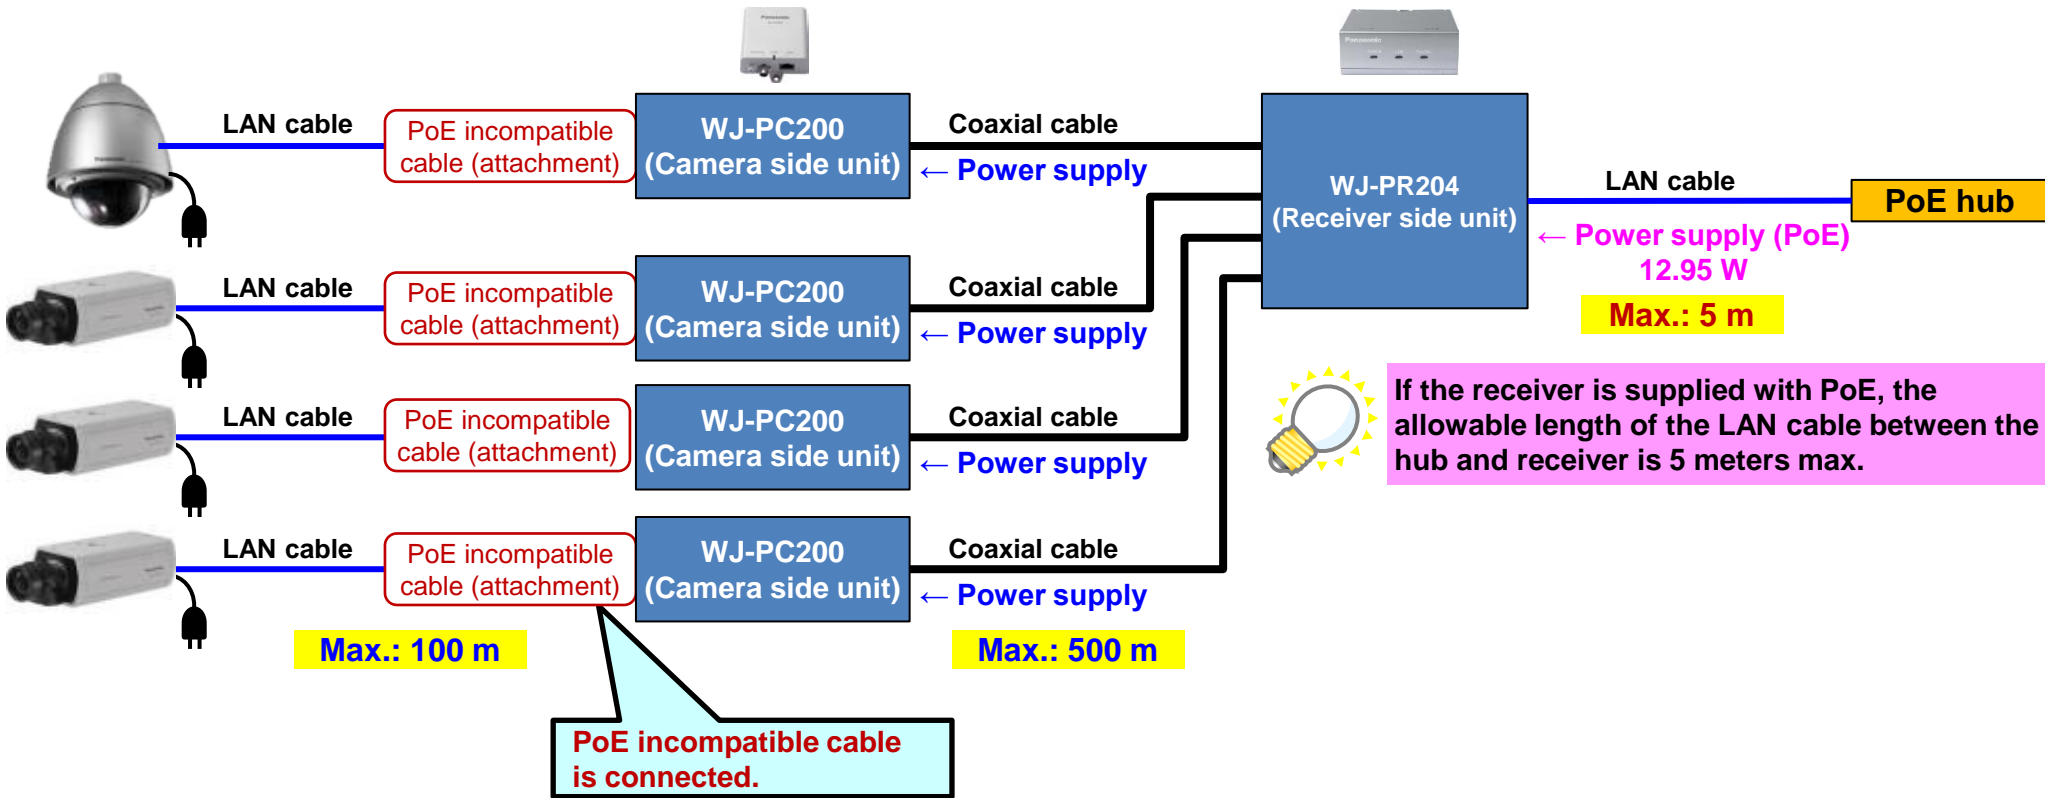 Panasonic
Panasonic
LAN cable
PoE incompatible
cable (attachment)
WJ-PC200
(Camera side unit)
Coaxial cable
← Power supply
WJ-PR204
(Receiver side unit)
LAN cable
PoE hub
← Power supply (PoE)
12.95 W
Max.: 5 m
LAN cable
PoE incompatible
cable (attachment)
WJ-PC200
(Camera side unit)
Coaxial cable
← Power supply
If the receiver is supplied with PoE, the
allowable length of the LAN cable between the
hub and receiver is 5 meters max.
LAN cable
PoE incompatible
cable (attachment)
WJ-PC200
(Camera side unit)
Coaxial cable
← Power supply
LAN cable
PoE incompatible
cable (attachment)
WJ-PC200
(Camera side unit)
Coaxial cable
← Power supply
Max.: 100 m
Max.: 500 m
PoE incompatible cable
is connected.